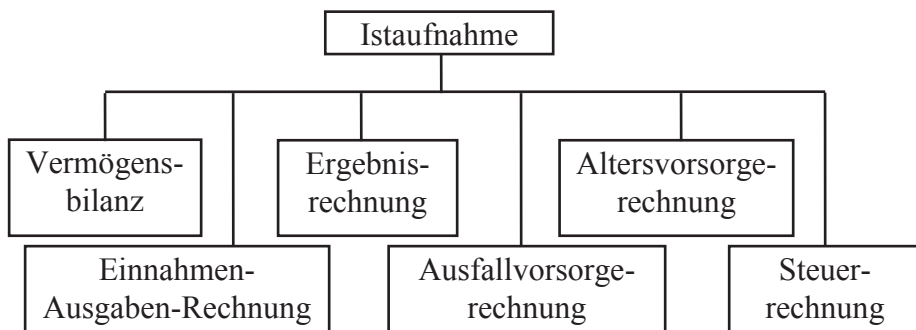 Istaufnahme
Vermögens-
bilanz
Ergebnis-
rechnung
Altersvorsorge-
rechnung
Einnahmen-
Ausgaben-Rechnung
Ausfallvorsorge-
rechnung
Steuer-
rechnung